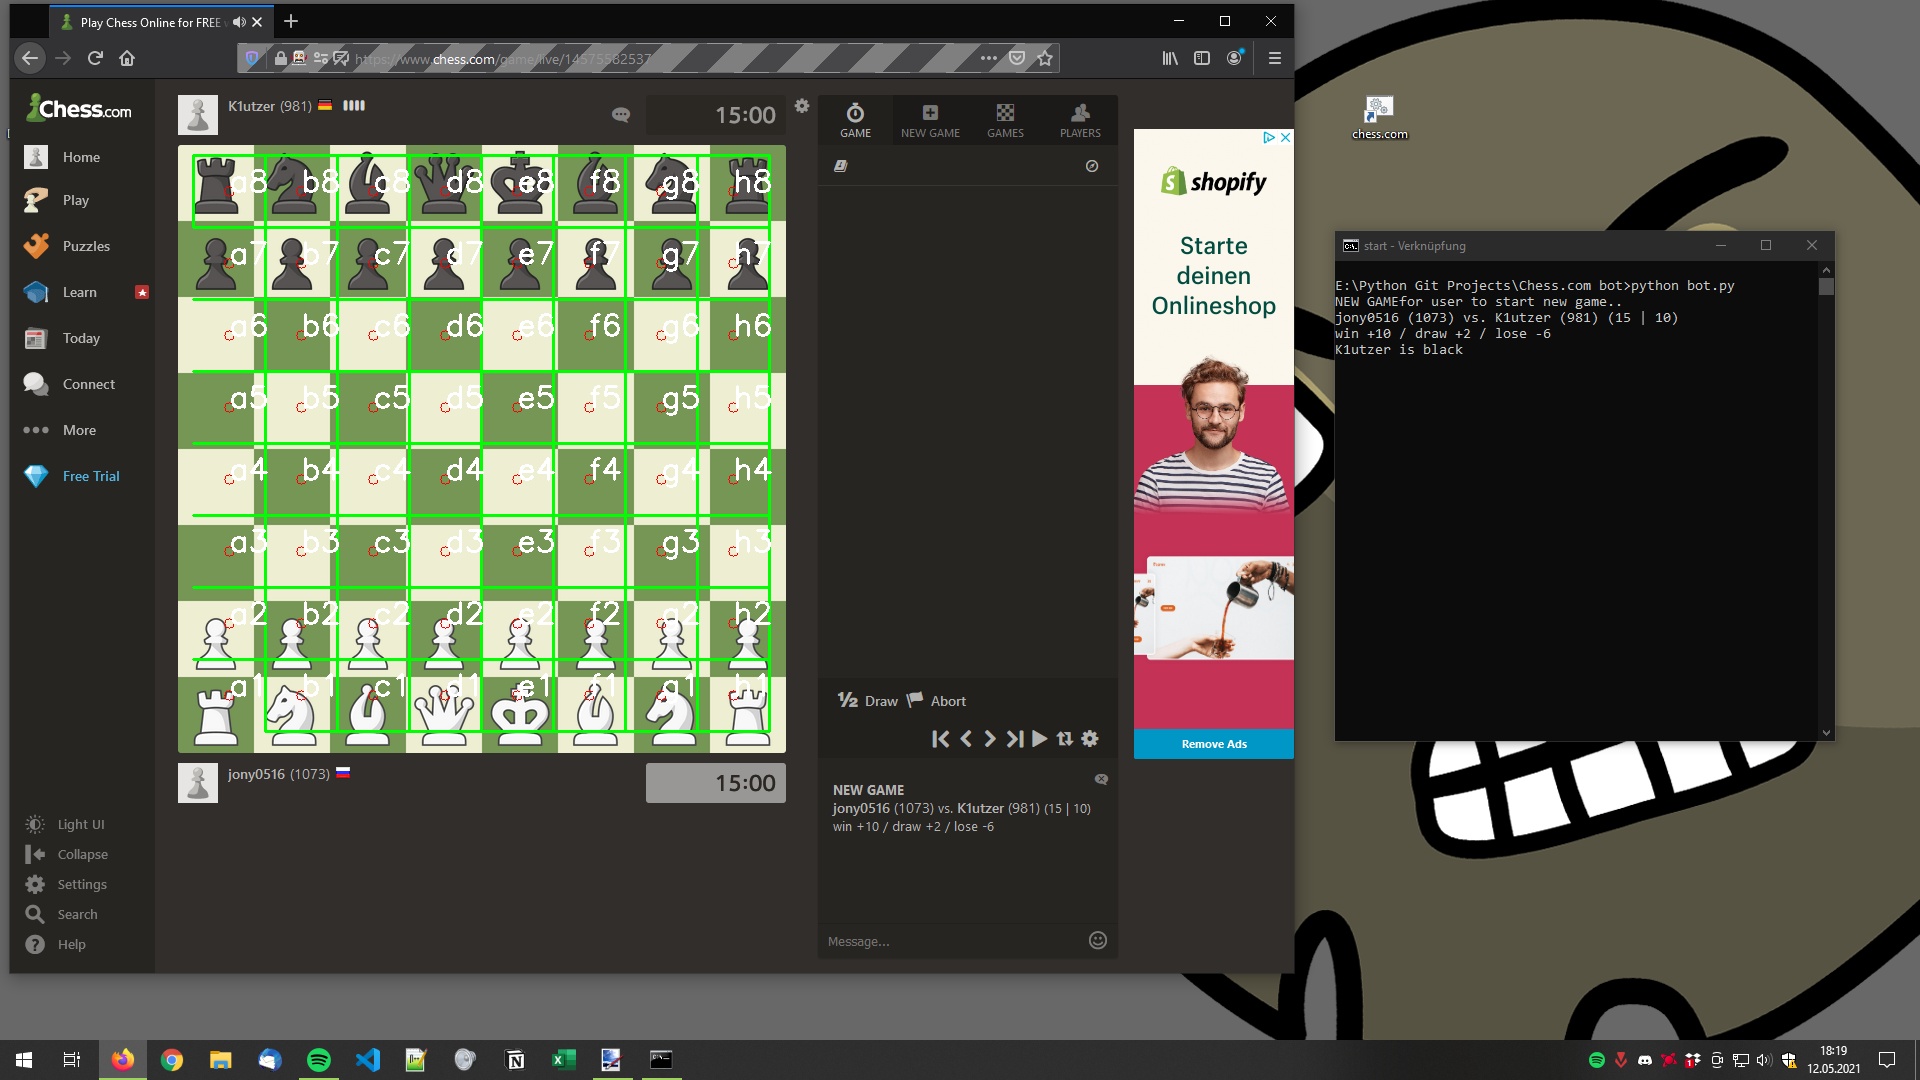 Play Chess Online for FREE
https://www.chess.com/game/live/14575582537
Chess.com
Home
Play
Puzzles
Learn
Today
Connect
More
Free Trial
Light UI
Collapse
Settings
Search
Help
K1utzer (981)
15:00
a8 b8 c8 d8 e8 f8 g8 h8
a7 b7 c7 d7 e7 f7 g7 h7
a6 b6 c6 d6 e6 f6 g6 h6
a5 b5 c5 d5 e5 f5 g5 h5
a4 b4 c4 d4 e4 f4 g4 h4
a3 b3 c3 d3 e3 f3 g3 h3
a2 b2 c2 d2 e2 f2 g2 h2
a1 b1 c1 d1 e1 f1 g1 h1
jony0516 (1073)
15:00
GAME NEW GAME GAMES PLAYERS
½ Draw Abort
NEW GAME
jony0516 (1073) vs. K1utzer (981) (15 | 10)
win +10 / draw +2 / lose -6
Message...
shopify
Starte
deinen
Onlineshop
Remove Ads
chess.com
start - Verknüpfung
E:\Python Git Projects\Chess.com bot>python bot.py
NEW GAMEfor user to start new game..
jony0516 (1073) vs. K1utzer (981) (15 | 10)
win +10 / draw +2 / lose -6
K1utzer is black
18:19
12.05.2021